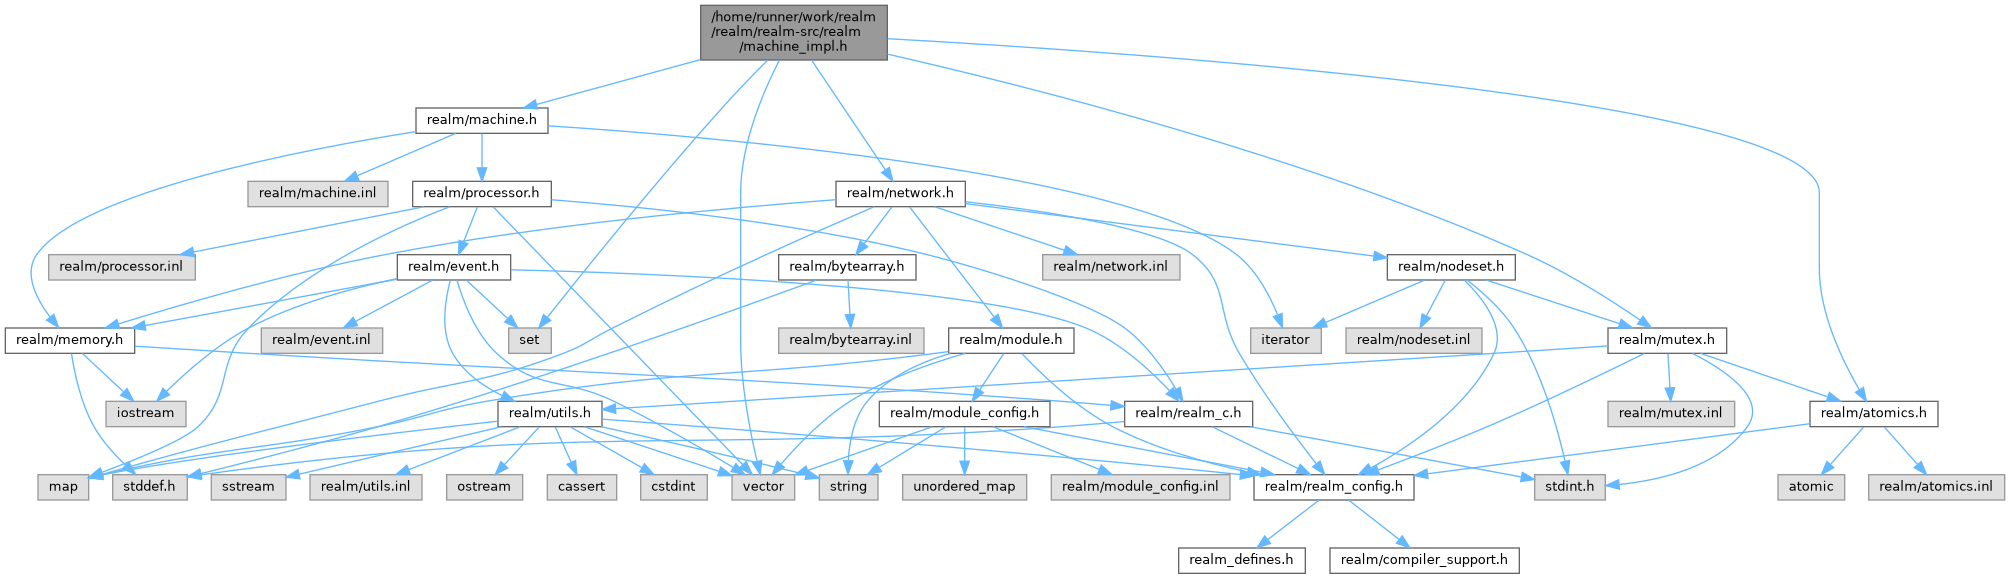 /home/runner/work/realm
/realm/realm-src/realm
/machine_impl.h
realm/machine.h
realm/machine.inl
realm/processor.h
realm/network.h
realm/processor.inl
realm/event.h
realm/bytearray.h
realm/network.inl
realm/nodeset.h
realm/memory.h
realm/event.inl
set
realm/bytearray.inl
realm/module.h
iterator
realm/nodeset.inl
realm/mutex.h
iostream
realm/utils.h
realm/module_config.h
realm/realm_c.h
realm/mutex.inl
realm/atomics.h
map
stddef.h
sstream
realm/utils.inl
ostream
cassert
cstdint
vector
string
unordered_map
realm/module_config.inl
realm/realm_config.h
stdint.h
atomic
realm/atomics.inl
realm_defines.h
realm/compiler_support.h